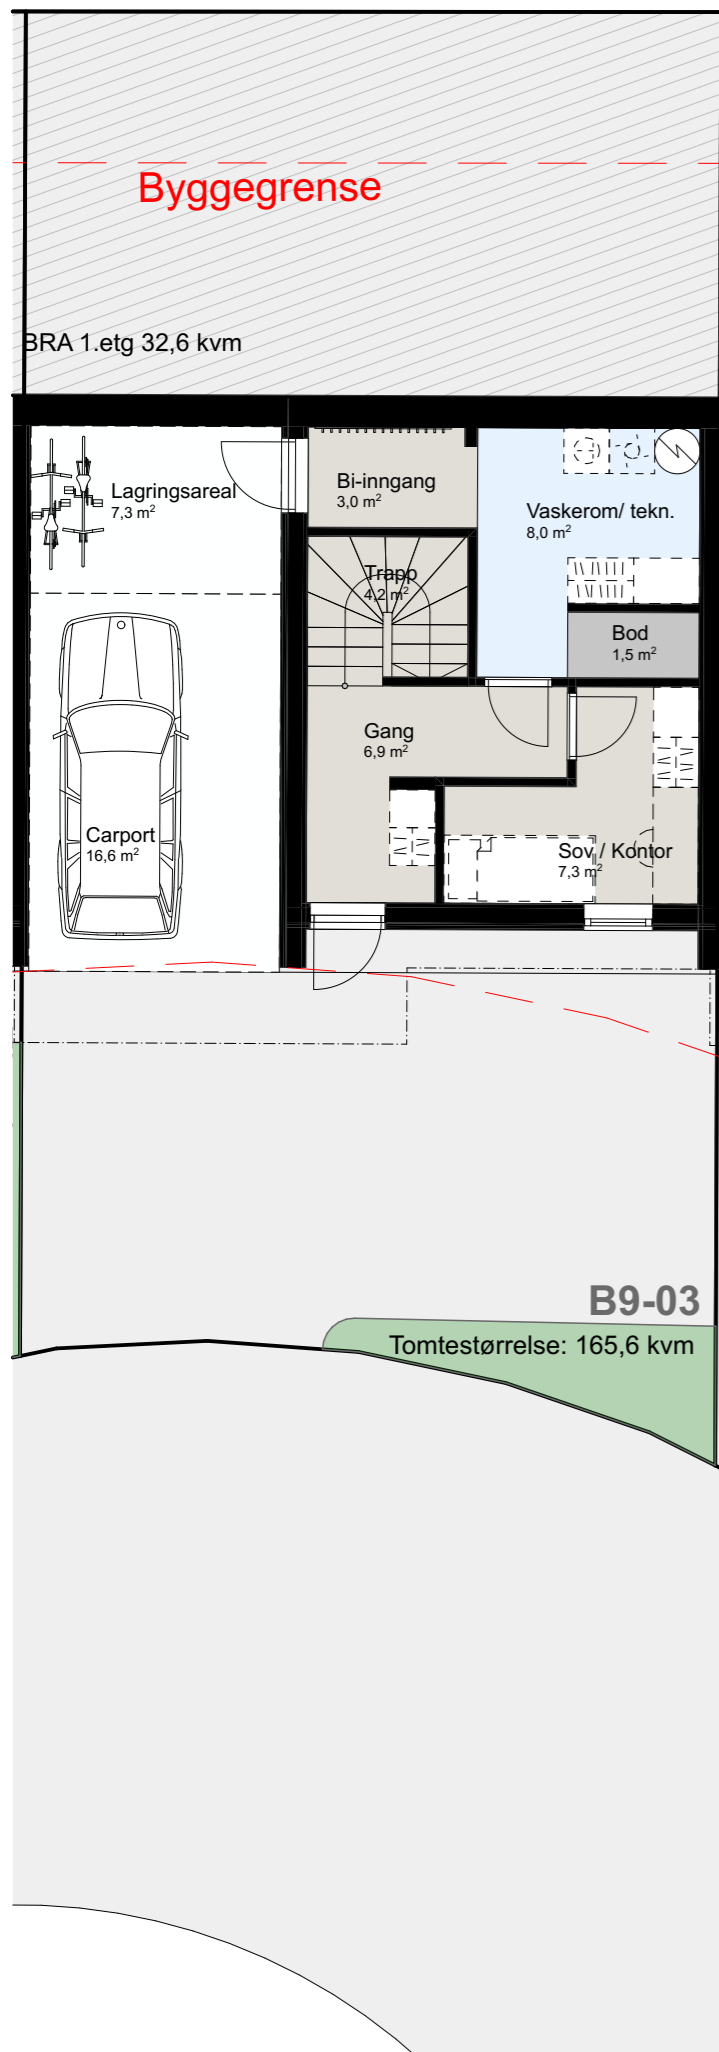 Byggegrense
BRA 1.etg 32,6 kvm
Lagringsareal
7,3 m²
Bi-inngang
3,0 m²
Vaskerom/ tekn.
8,0 m²
Trapp
4,2 m²
Bod
1,5 m²
Gang
6,9 m²
Carport
16,6 m²
Sov / Kontor
7,3 m²
B9-03
Tomtestørrelse: 165,6 kvm